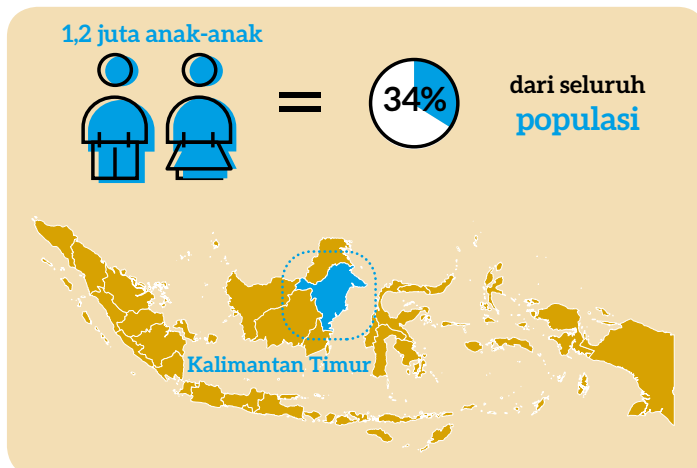 1,2 juta anak-anak
34%
dari seluruh
populasi
Kalimantan Timur